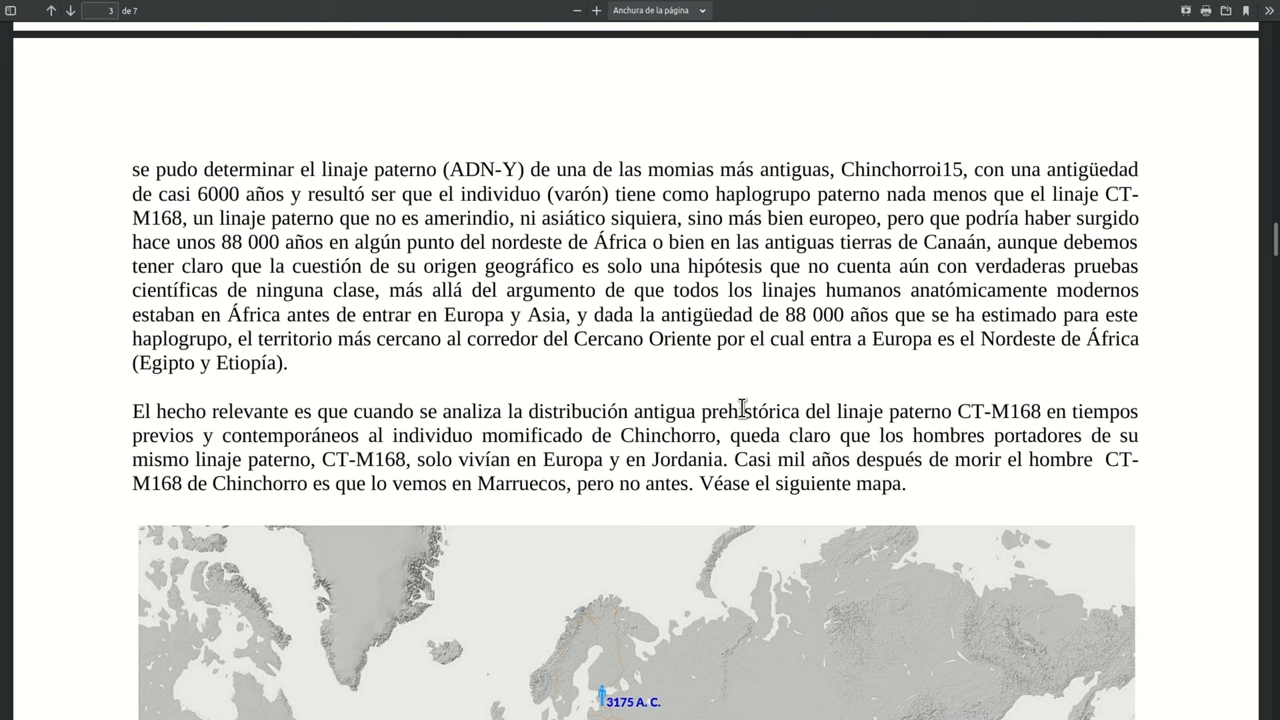 3
de 7
Anchura de la página
se pudo determinar el linaje paterno (ADN-Y) de una de las momias más antiguas, Chinchorroi15, con una antigüedad
de casi 6000 años y resultó ser que el individuo (varón) tiene como haplogrupo paterno nada menos que el linaje CT-
M168, un linaje paterno que no es amerindio, ni asiático siquiera, sino más bien europeo, pero que podría haber surgido
hace unos 88 000 años en algún punto del nordeste de África o bien en las antiguas tierras de Canaán, aunque debemos
tener claro que la cuestión de su origen geográfico es solo una hipótesis que no cuenta aún con verdaderas pruebas
científicas de ninguna clase, más allá del argumento de que todos los linajes humanos anatómicamente modernos
estaban en África antes de entrar en Europa y Asia, y dada la antigüedad de 88 000 años que se ha estimado para este
haplogrupo, el territorio más cercano al corredor del Cercano Oriente por el cual entra a Europa es el Nordeste de África
(Egipto y Etiopía).
El hecho relevante es que cuando se analiza la distribución antigua prehistórica del linaje paterno CT-M168 en tiempos
previos y contemporáneos al individuo momificado de Chinchorro, queda claro que los hombres portadores de su
mismo linaje paterno, CT-M168, solo vivían en Europa y en Jordania. Casi mil años después de morir el hombre CT-
M168 de Chinchorro es que lo vemos en Marruecos, pero no antes. Véase el siguiente mapa.
3175 A. C.